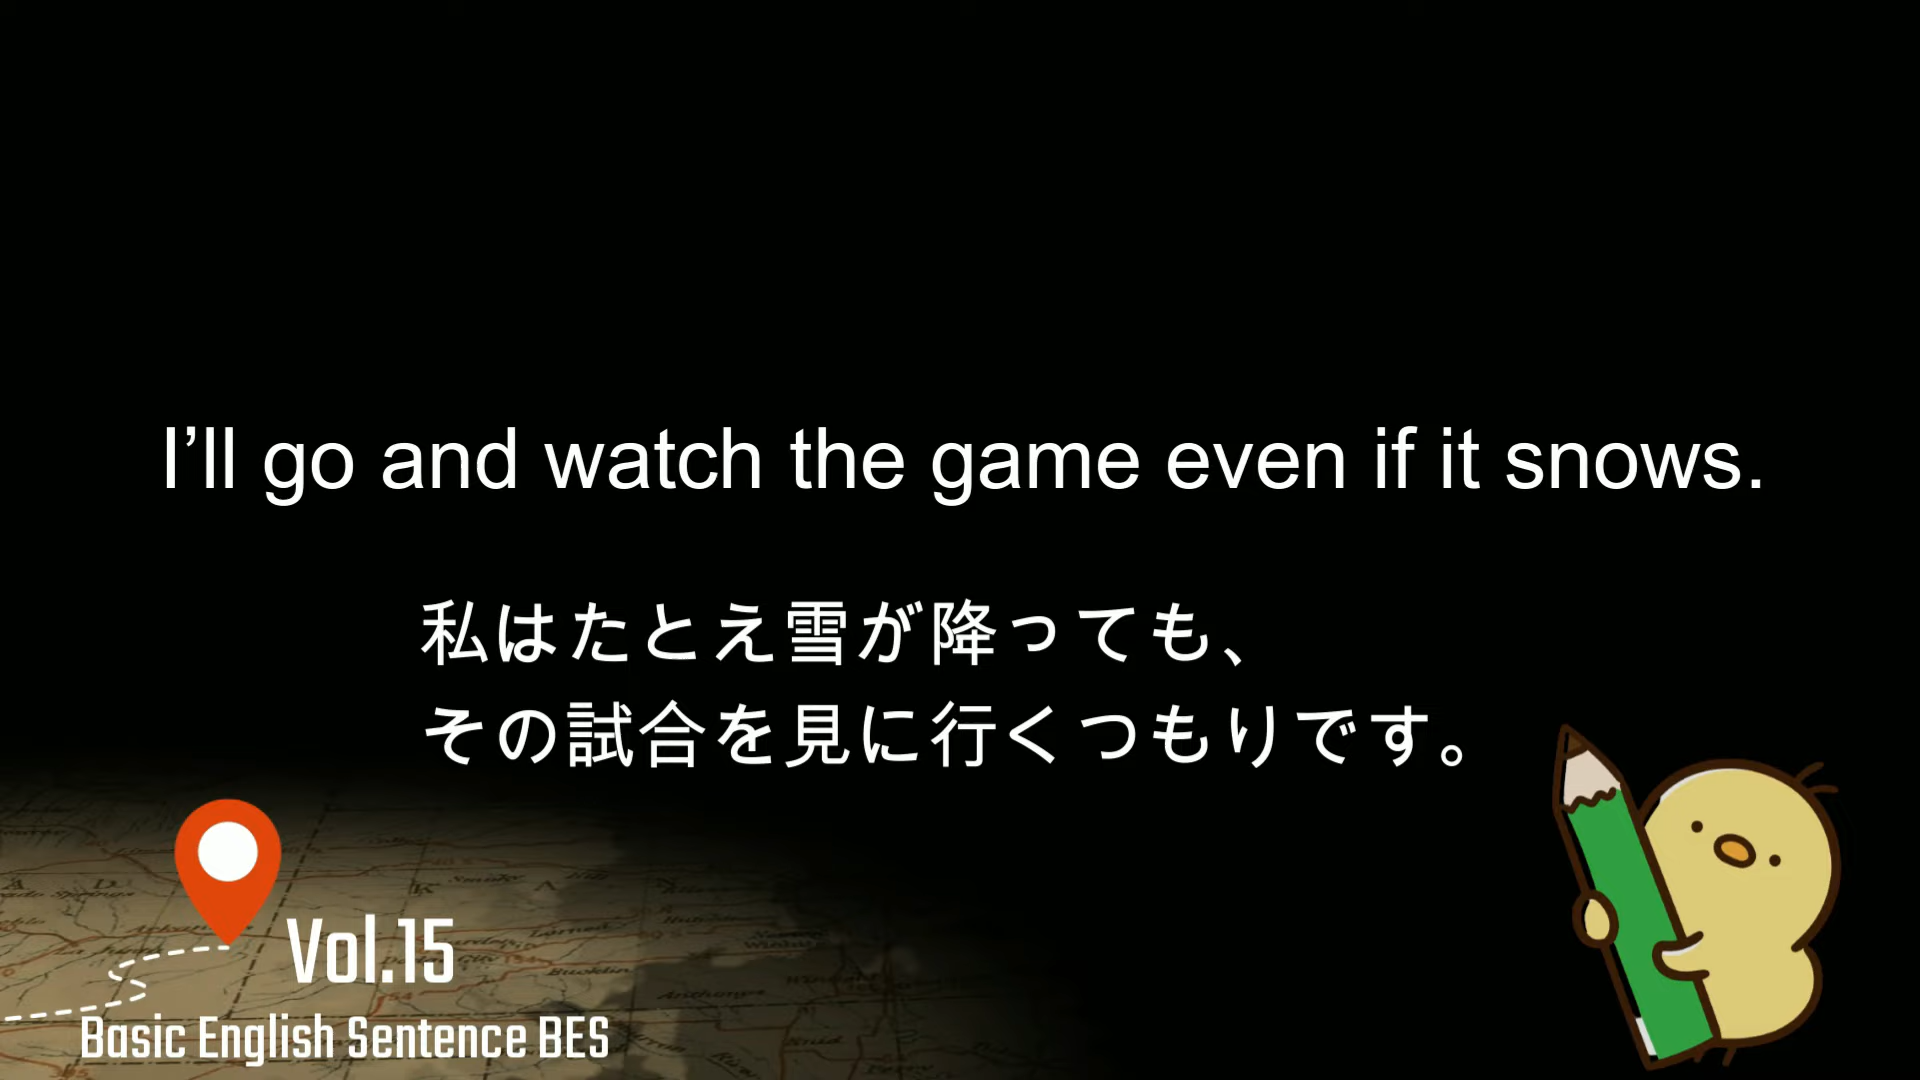 I’ll go and watch the game even if it snows.
私はたとえ雪が降っても、
その試合を見に行くつもりです。
Vol.15
Basic English Sentence BES